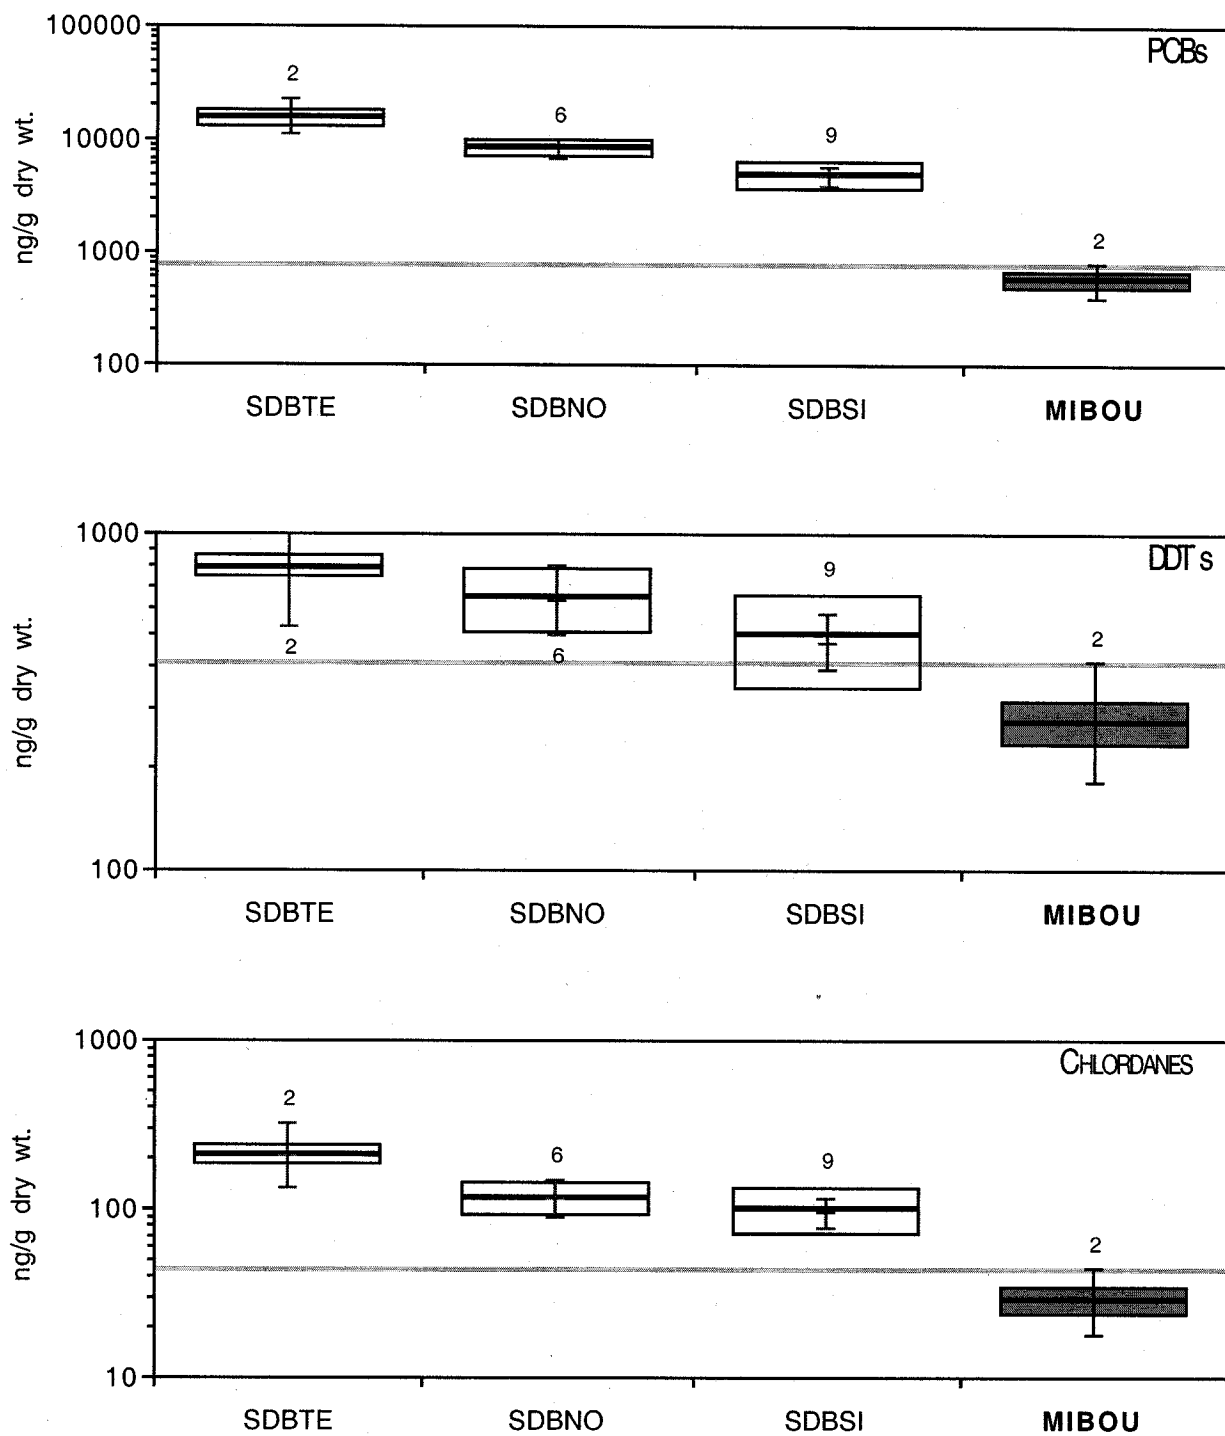 100000
PCBs
2
ng/g dry wt.
10000
6
9
1000
2
100
SDBTE SDBNO SDBSI MIBOU
1000
DDTs
9
ng/g dry wt.
2
6
2
100
SDBTE SDBNO SDBSI MIBOU
1000
CHLORDANES
2
ng/g dry wt.
6
9
100
2
10
SDBTE SDBNO SDBSI MIBOU